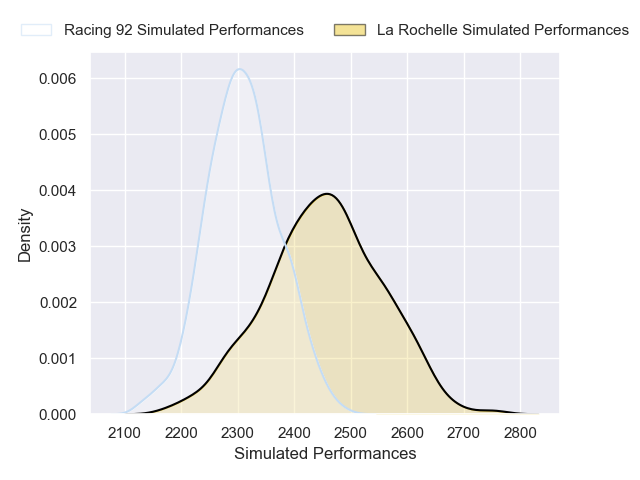 Racing 92 Simulated Performances
La Rochelle Simulated Performances
0.006
0.005
0.004
0.003
0.002
0.001
0.000
Density
2100 2200 2300 2400 2500 2600 2700 2800
Simulated Performances